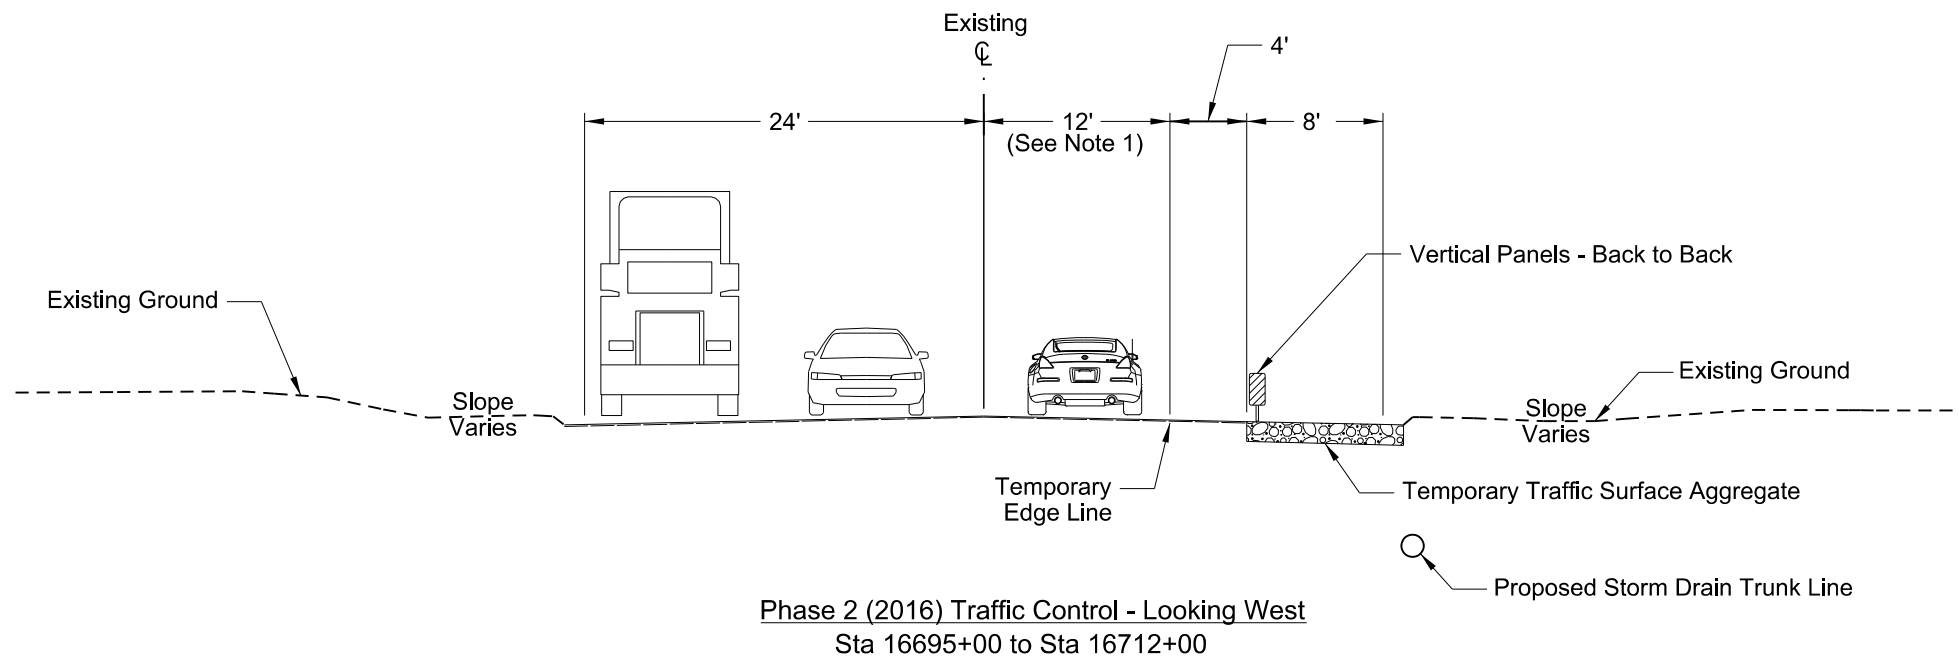 Existing
℄
4'
24'
12'
8'
(See Note 1)
Vertical Panels - Back to Back
Existing Ground
Existing Ground
Slope
Varies
Slope
Varies
Temporary
Edge Line
Temporary Traffic Surface Aggregate
Proposed Storm Drain Trunk Line
Phase 2 (2016) Traffic Control - Looking West
Sta 16695+00 to Sta 16712+00